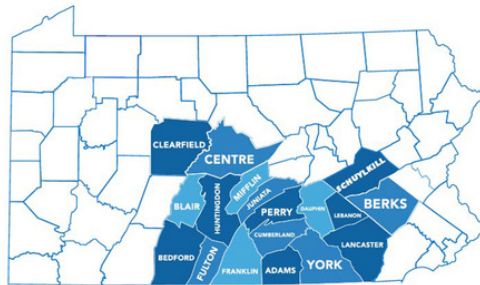 CLEARFIELD
CENTRE
SCHUYLKILL
MIFFLIN
JUNIATA
BLAIR
HUNTINGDON
PERRY
DAUPHIN
LEBANON
BERKS
CUMBERLAND
LANCASTER
BEDFORD
FULTON
FRANKLIN
ADAMS
YORK